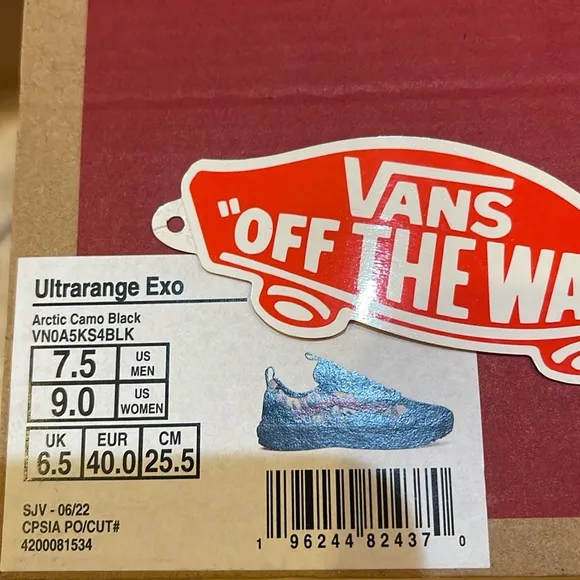 VANS
"OFF THE WA
Ultrarange Exo
Arctic Camo Black
VN0A5KS4BLK
7.5 US MEN
9.0 US WOMEN
UK EUR CM
6.5 40.0 25.5
SJV - 06/22
CPSIA PO/CUT#
4200081534
1 96244 82437 0